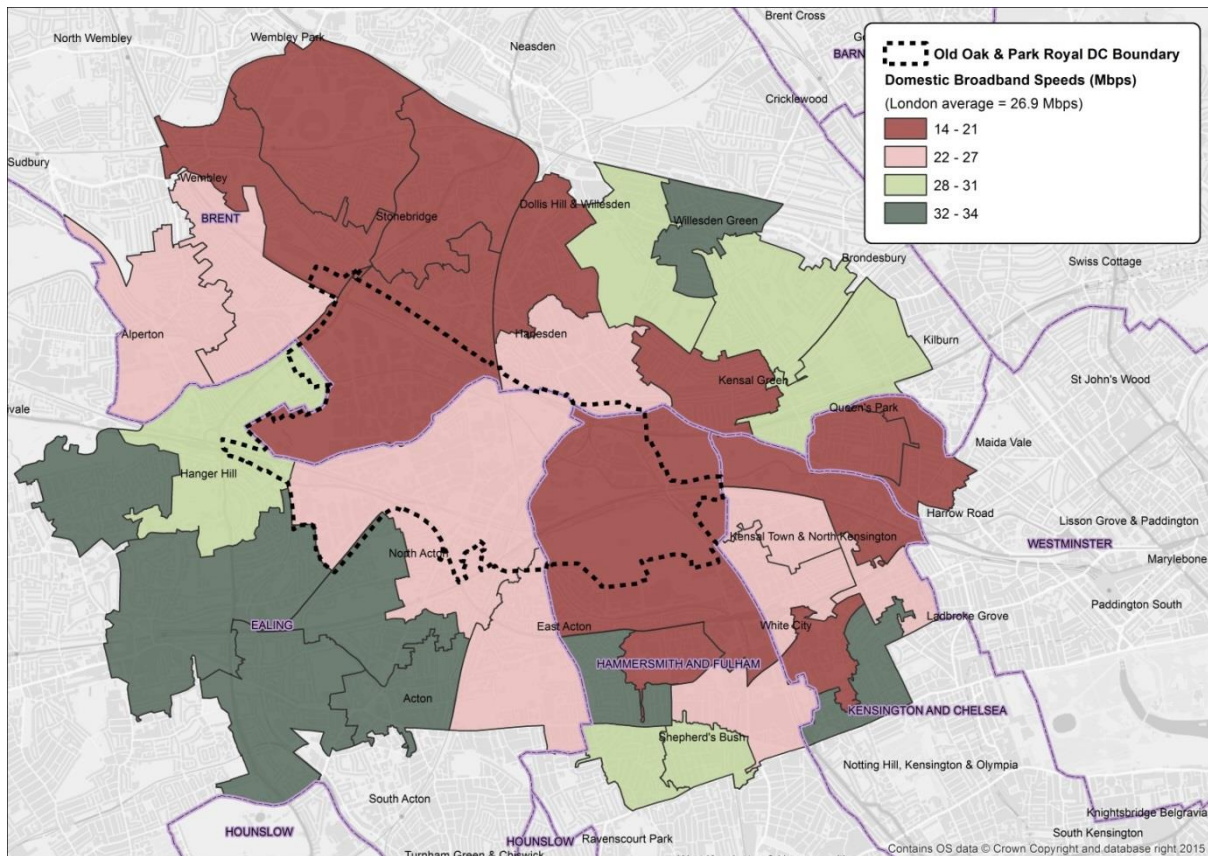 North Wembley
Wembley Park
Neasden
Brent Cross
BARN
Cricklewood
Old Oak & Park Royal DC Boundary
Domestic Broadband Speeds (Mbps)
(London average = 26.9 Mbps)
14 - 21
22 - 27
28 - 31
32 - 34
Sudbury
Wembley
BRENT
Stonebridge
Dollis Hill & Willesden
Willesden Green
Brondesbury
Swiss Cottage
Alperton
Harlesden
Kilburn
Kensal Green
St John's Wood
Queen's Park
Maida Vale
Hanger Hill
Harrow Road
Lisson Grove & Paddington
Kensal Town & North Kensington
WESTMINSTER
North Acton
Marylebone
Paddington South
Ladbroke Grove
EALING
East Acton
White City
HAMMERSMITH AND FULHAM
Acton
KENSINGTON AND CHELSEA
Shepherd's Bush
Notting Hill, Kensington & Olympia
South Acton
Knightsbridge Belgravia
HOUNSLOW
HOUNSLOW
Ravenscourt Park
South Kensington
Turnham Green & Chiswick
Contains OS data © Crown Copyright and database right 2015